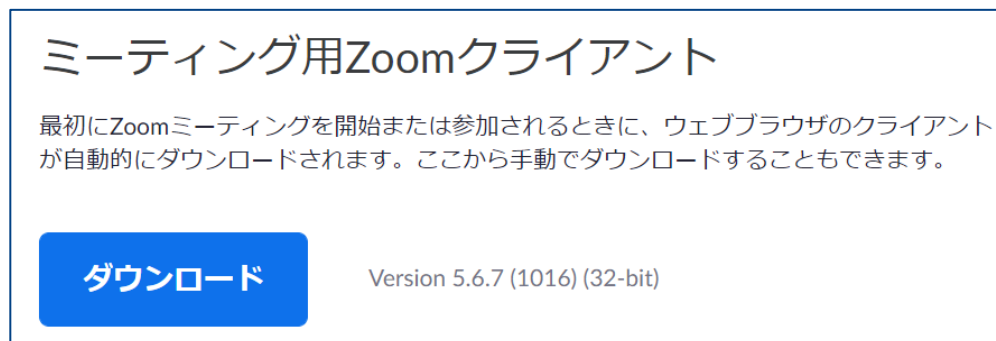 ミーティング用Zoomクライアント
最初にZoomミーティングを開始または参加されるときに、ウェブブラウザのクライアント
が自動的にダウンロードされます。ここから手動でダウンロードすることもできます。
ダウンロード
Version 5.6.7 (1016) (32-bit)